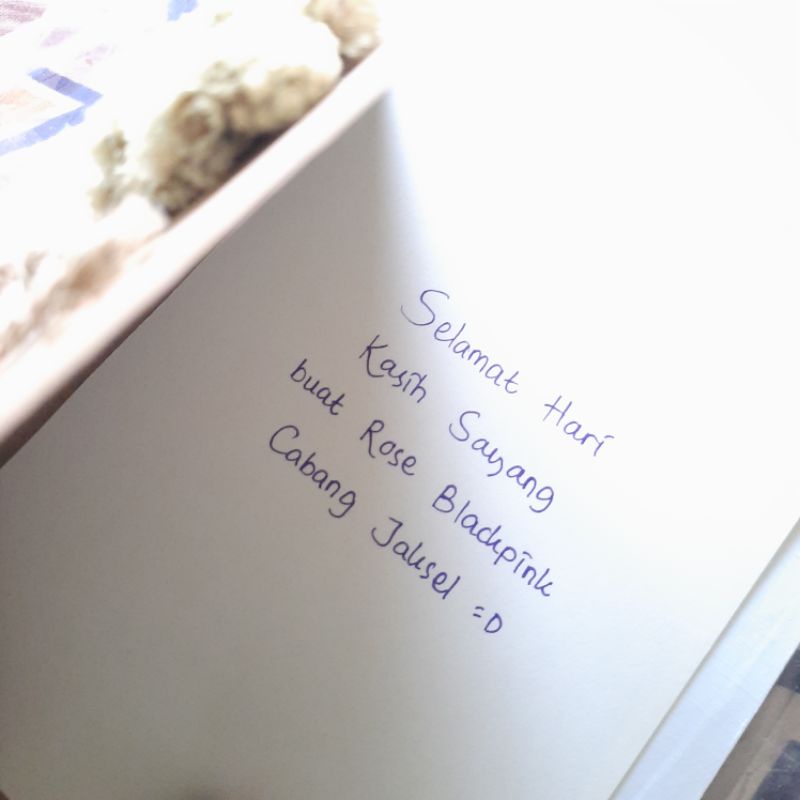 Selamat Hari
Kasih Sayang
buat Rose Blackpink
Cabang Jaksel =D